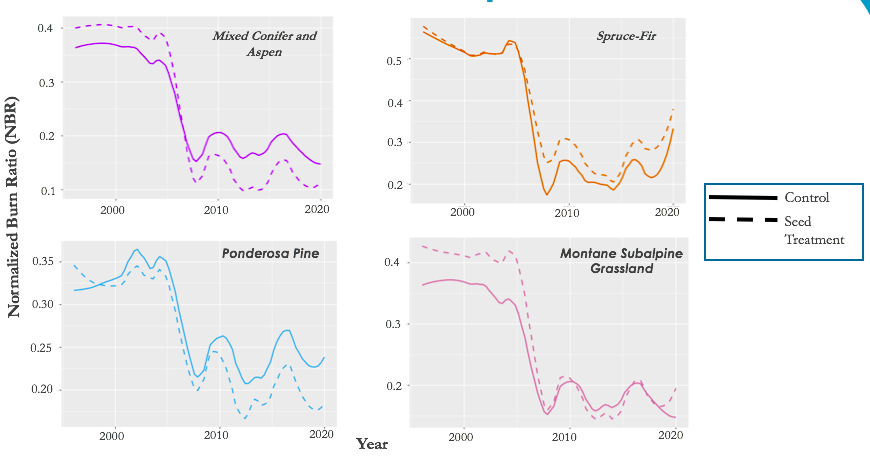 Normalized Burn Ratio (NBR)
Mixed Conifer and
Aspen
0.4
0.3
0.2
0.1
2000
2010
2020
Spruce-Fir
0.5
0.4
0.3
0.2
2000
2010
2020
Ponderosa Pine
0.35
0.30
0.25
0.20
2000
2010
2020
Montane Subalpine
Grassland
0.4
0.3
0.2
2000
2010
2020
Year
Control
Seed
Treatment